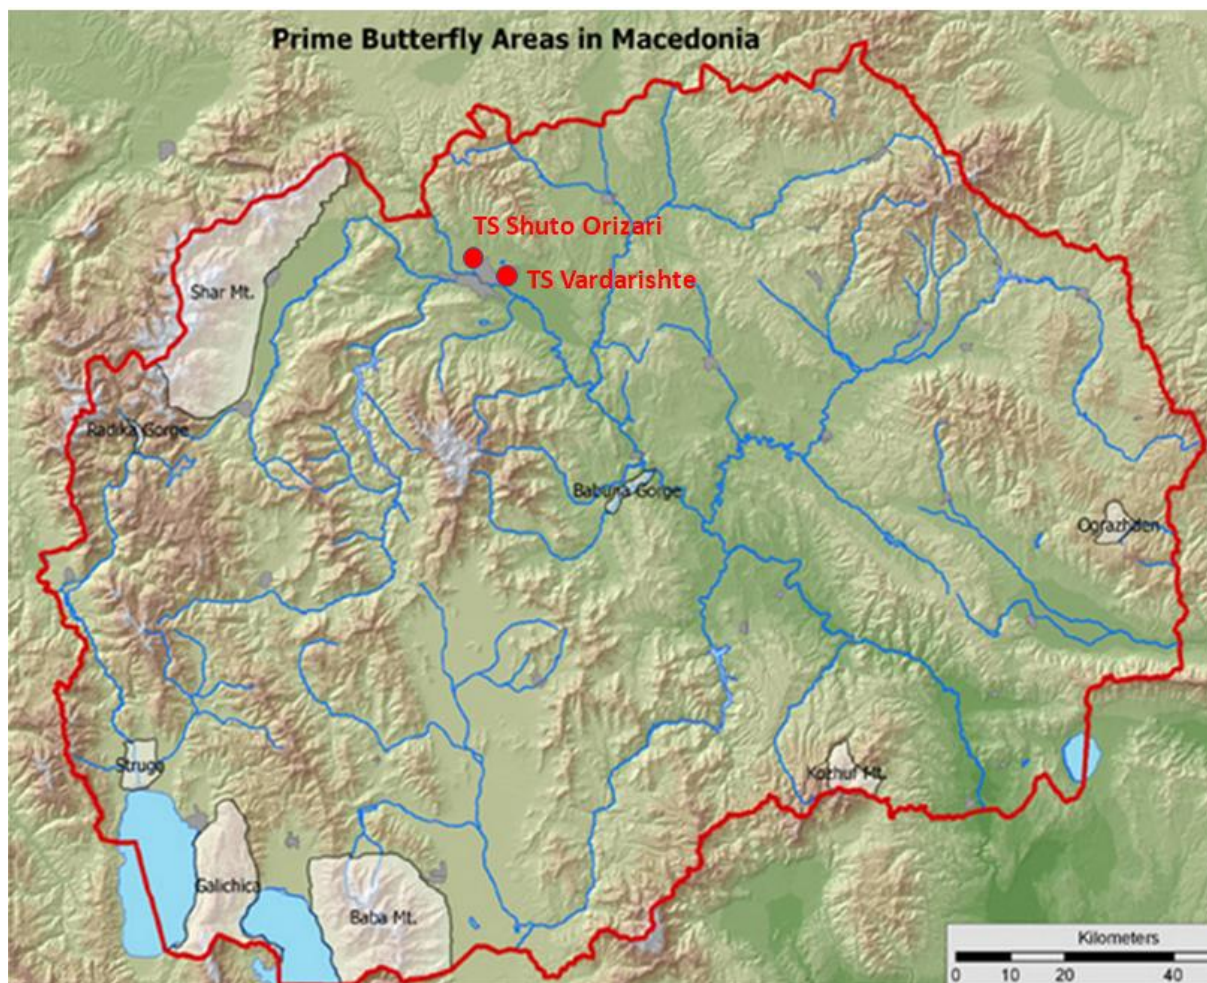 Prime Butterfly Areas in Macedonia
TS Shuto Orizari
TS Vardarishte
Shar Mt.
Radika Gorge
Babuna Gorge
Ograzhden
Struga
Kozhuf Mt.
Galichica
Baba Mt.
Kilometers
0 10 20 40